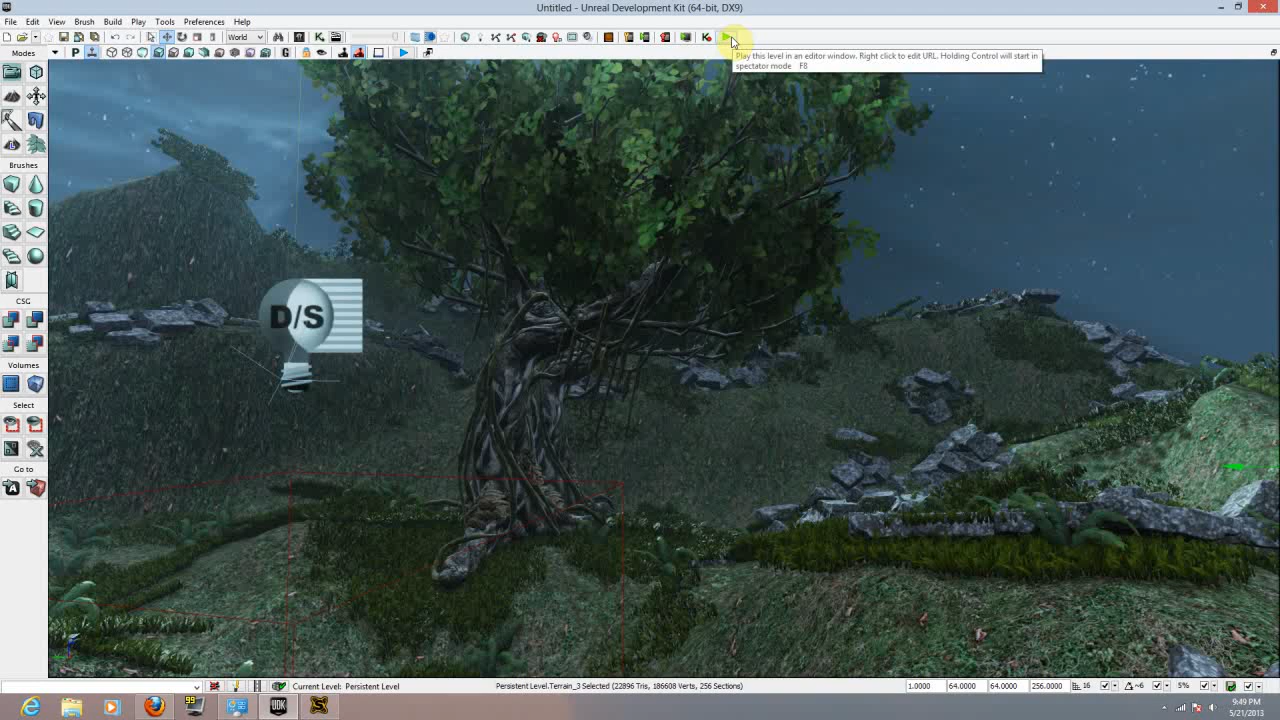 Untitled - Unreal Development Kit (64-bit, DX9)
File Edit View Brush Build Play Tools Preferences Help
World
Modes
P
G
Play this level in an editor window. Right click to edit URL. Holding Control will start in
spectator mode F8
Brushes
D/S
CSG
Volumes
Select
Go to
Current Level: Persistent Level
Persistent Level.Terrain_3 Selected (22896 Tris, 186608 Verts, 256 Sections)
1.0000
64.0000
64.0000
256.0000
16
~6
5%
99
UDK
9:49 PM
5/21/2013